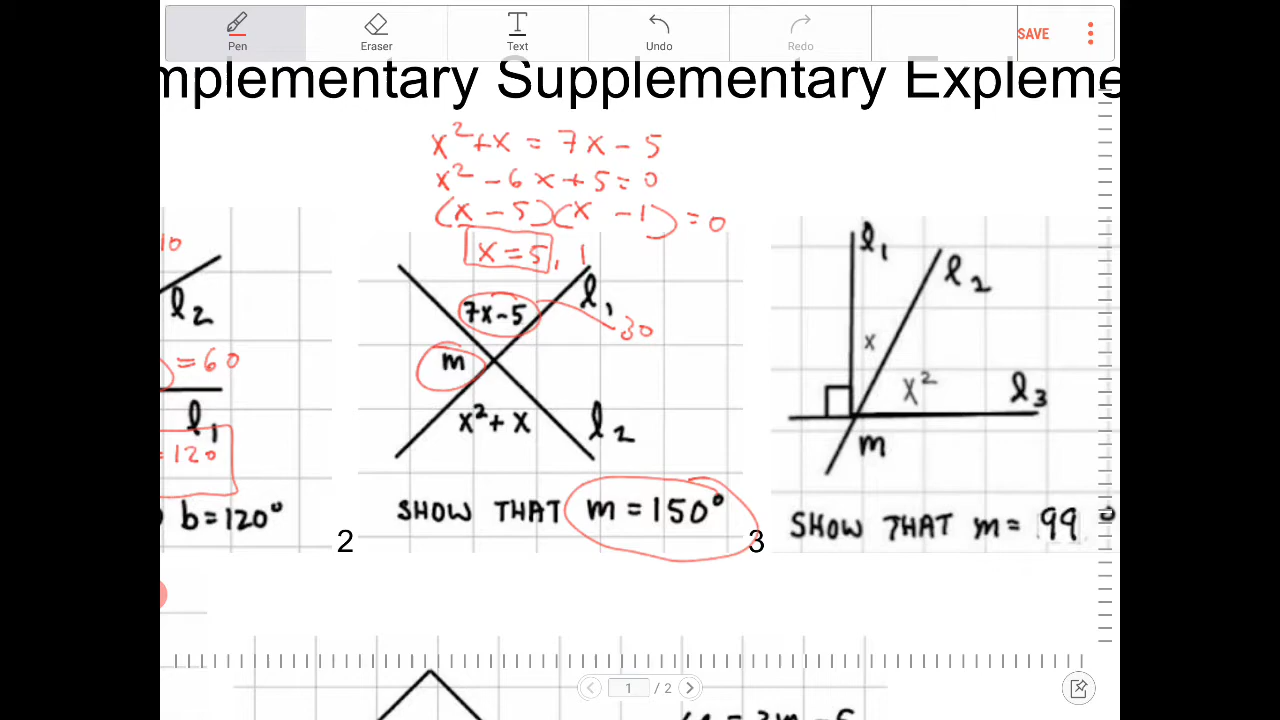 Pen
Eraser
Text
Undo
Redo
SAVE
mplementary Supplementary Expleme
x² + x = 7x - 5
x² - 6x + 5 = 0
(x - 5)(x - 1) = 0
x = 5, 1
10
l₂
= 60
l₁
= 120
b = 120°
7x - 5
l₁
30
m
x² + x
l₂
SHOW THAT m = 150°
2
l₁
l₂
x
x²
l₃
m
SHOW THAT m = 99°
3
1 / 2